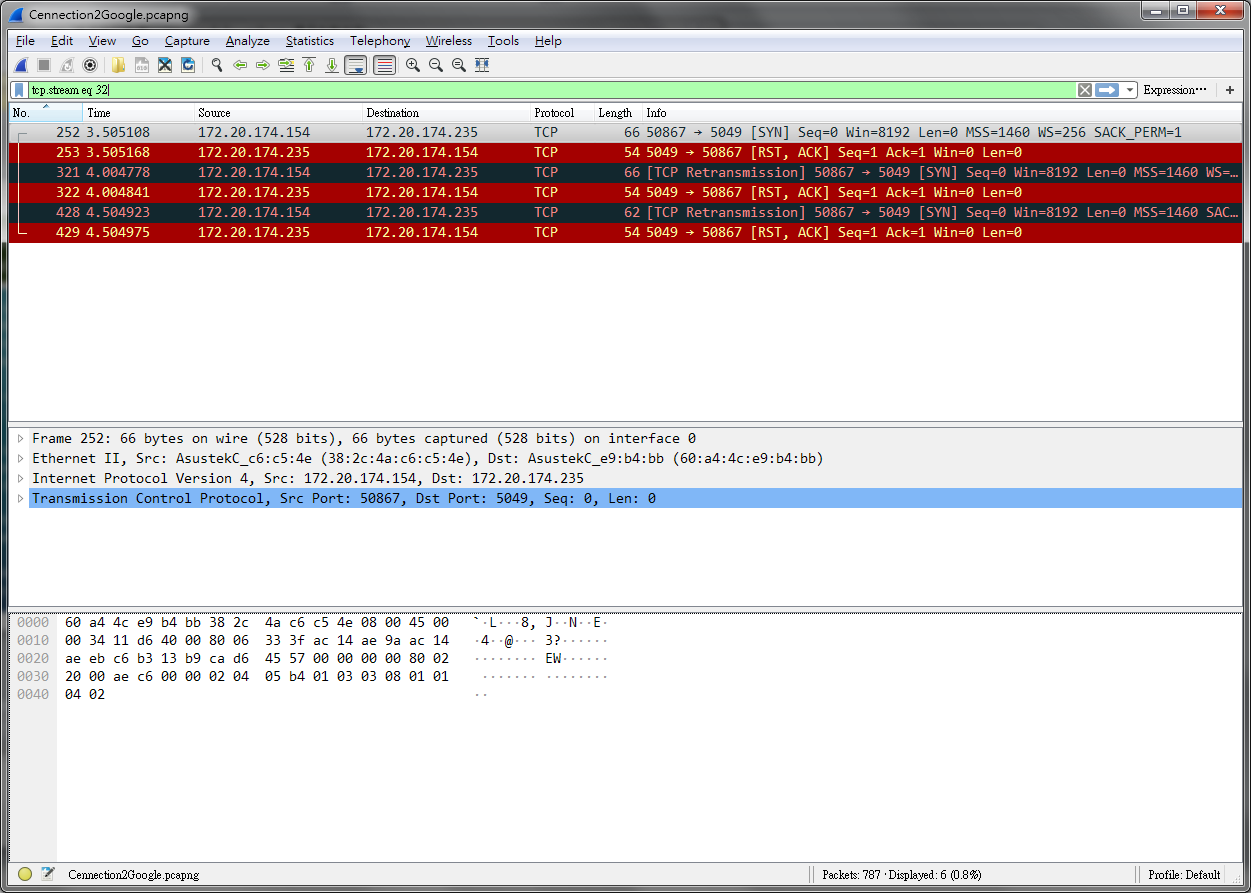 Cennection2Google.pcapng
File Edit View Go Capture Analyze Statistics Telephony Wireless Tools Help
tcp.stream eq 32 Expression… +
No. Time Source Destination Protocol Length Info
252 3.505108 172.20.174.154 172.20.174.235 TCP 66 50867 → 5049 [SYN] Seq=0 Win=8192 Len=0 MSS=1460 WS=256 SACK_PERM=1
253 3.505168 172.20.174.235 172.20.174.154 TCP 54 5049 → 50867 [RST, ACK] Seq=1 Ack=1 Win=0 Len=0
321 4.004778 172.20.174.154 172.20.174.235 TCP 66 [TCP Retransmission] 50867 → 5049 [SYN] Seq=0 Win=8192 Len=0 MSS=1460 WS=…
322 4.004841 172.20.174.235 172.20.174.154 TCP 54 5049 → 50867 [RST, ACK] Seq=1 Ack=1 Win=0 Len=0
428 4.504923 172.20.174.154 172.20.174.235 TCP 62 [TCP Retransmission] 50867 → 5049 [SYN] Seq=0 Win=8192 Len=0 MSS=1460 SAC…
429 4.504975 172.20.174.235 172.20.174.154 TCP 54 5049 → 50867 [RST, ACK] Seq=1 Ack=1 Win=0 Len=0
Frame 252: 66 bytes on wire (528 bits), 66 bytes captured (528 bits) on interface 0
Ethernet II, Src: AsustekC_c6:c5:4e (38:2c:4a:c6:c5:4e), Dst: AsustekC_e9:b4:bb (60:a4:4c:e9:b4:bb)
Internet Protocol Version 4, Src: 172.20.174.154, Dst: 172.20.174.235
Transmission Control Protocol, Src Port: 50867, Dst Port: 5049, Seq: 0, Len: 0
0000 60 a4 4c e9 b4 bb 38 2c 4a c6 c5 4e 08 00 45 00 `·L···8, J··N··E·
0010 00 34 11 d6 40 00 80 06 33 3f ac 14 ae 9a ac 14 ·4··@··· 3?······
0020 ae eb c6 b3 13 b9 ca d6 45 57 00 00 00 00 80 02 ········ EW······
0030 20 00 ae c6 00 00 02 04 05 b4 01 03 03 08 01 01 ······· ········
0040 04 02 ··
Cennection2Google.pcapng Packets: 787 · Displayed: 6 (0.8%) Profile: Default